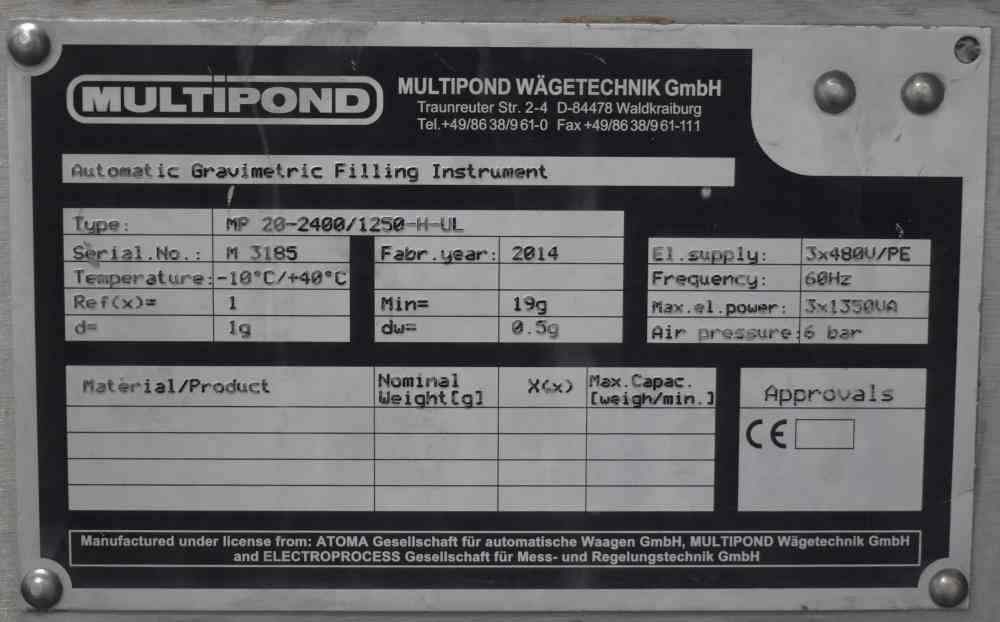 MULTIPOND
MULTIPOND WÄGETECHNIK GmbH
Traunreuter Str. 2-4 D-84478 Waldkraiburg
Tel.+49/86 38/9 61-0 Fax+49/86 38/9 61-111
Automatic Gravimetric Filling Instrument
Type: MP 20-2400/1250-H-UL
Serial.No.: M 3185 Fabr.year: 2014 El.supply: 3x480V/PE
Temperature: -10°C/+40°C Frequency: 60Hz
Ref(x)= 1 Min= 19g Max.el.power: 3x1350VA
d= 1g dw= 0.5g Air pressure: 6 bar
Material/Product Nominal Weight[g] X(x) Max.Capac. [weigh/min.] Approvals
CE
Manufactured under license from: ATOMA Gesellschaft für automatische Waagen GmbH, MULTIPOND Wägetechnik GmbH
and ELECTROPROCESS Gesellschaft für Mess- und Regelungstechnik GmbH